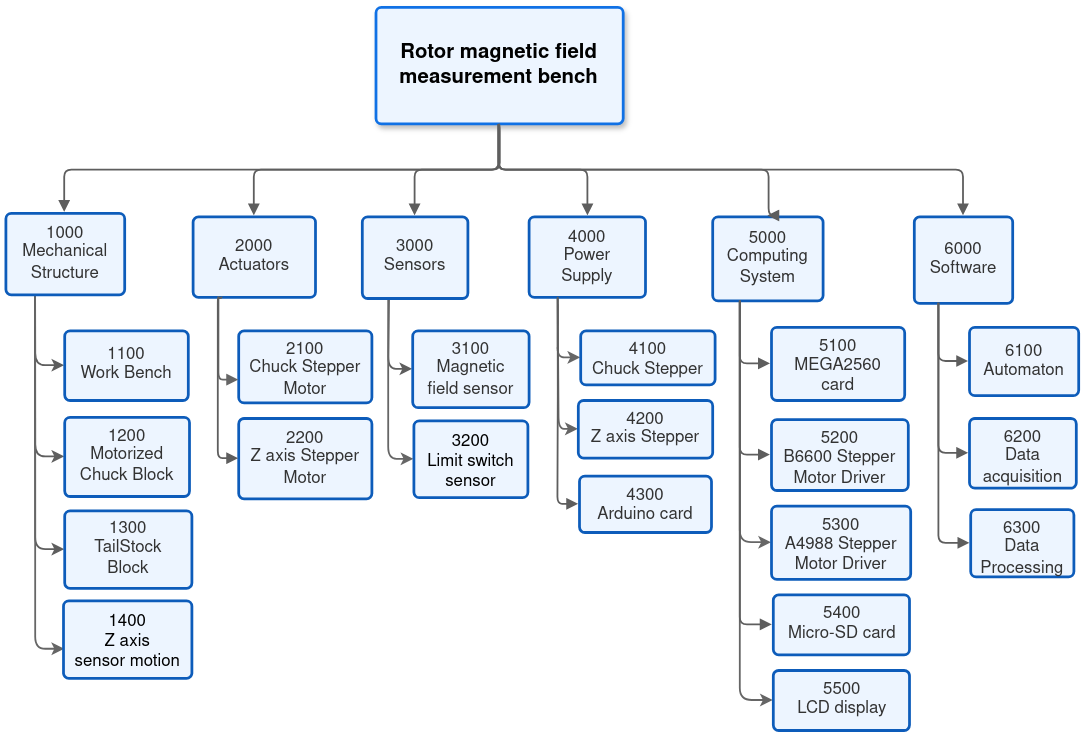 Rotor magnetic field
measurement bench
1000
Mechanical
Structure
2000
Actuators
3000
Sensors
4000
Power
Supply
5000
Computing
System
6000
Software
1100
Work Bench
1200
Motorized
Chuck Block
1300
TailStock
Block
1400
Z axis
sensor motion
2100
Chuck Stepper
Motor
2200
Z axis Stepper
Motor
3100
Magnetic
field sensor
3200
Limit switch
sensor
4100
Chuck Stepper
4200
Z axis Stepper
4300
Arduino card
5100
MEGA2560
card
5200
B6600 Stepper
Motor Driver
5300
A4988 Stepper
Motor Driver
5400
Micro-SD card
5500
LCD display
6100
Automaton
6200
Data
acquisition
6300
Data
Processing